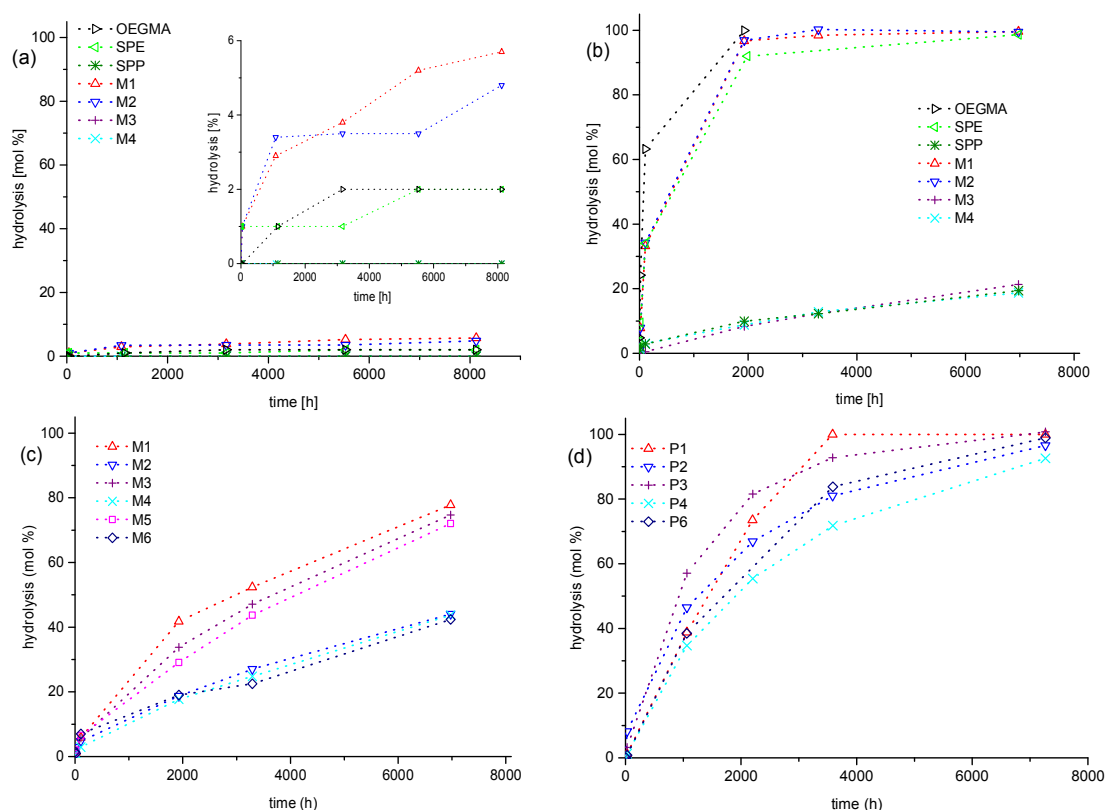 (a)
OEGMA
SPE
SPP
M1
M2
M3
M4
hydrolysis [mol %]
100
80
60
40
20
0
0 2000 4000 6000 8000
time [h]
hydrolysis [%]
6
4
2
0
0 2000 4000 6000 8000
time [h]
(b)
OEGMA
SPE
SPP
M1
M2
M3
M4
hydrolysis [mol %]
100
80
60
40
20
0
0 2000 4000 6000 8000
time [h]
(c)
M1
M2
M3
M4
M5
M6
hydrolysis (mol %)
100
80
60
40
20
0
0 2000 4000 6000 8000
time (h)
(d)
P1
P2
P3
P4
P6
hydrolysis (mol %)
100
80
60
40
20
0
0 2000 4000 6000 8000
time (h)